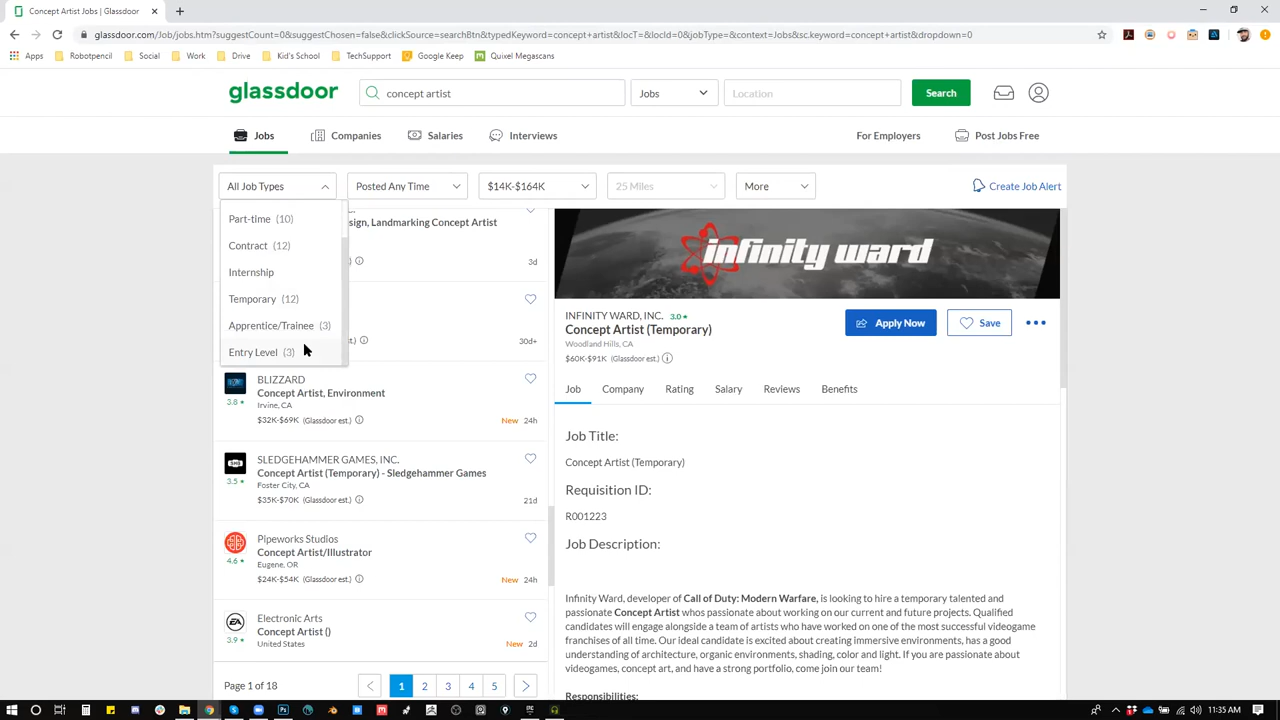 Concept Artist Jobs | Glassdoor
glassdoor.com/Job/jobs.htm?suggestCount=0&suggestChosen=false&clickSource=searchBtn&typedKeyword=concept+artist&locT=&locId=0&jobType=&context=Jobs&sc.keyword=concept+artist&dropdown=0
Apps Robotpencil Social Work TechSupport Drive Kid's School Google Keep Quixel Megascans
glassdoor
concept artist
Jobs
Location
Search
Jobs
Companies
Salaries
Interviews
For Employers
Post Jobs Free
All Job Types
Posted Any Time
$14K-$164K
25 Miles
More
Create Job Alert
Part-time (10)
Contract (12)
Internship
Temporary (12)
Apprentice/Trainee (3)
Entry Level (3)
sign, Landmarking Concept Artist
3d
30d+
BLIZZARD
Concept Artist, Environment
Irvine, CA
3.8 ★
$32K-$69K (Glassdoor est.)
New 24h
SLEDGEHAMMER GAMES, INC.
Concept Artist (Temporary) - Sledgehammer Games
Foster City, CA
3.5 ★
$35K-$70K (Glassdoor est.)
21d
Pipeworks Studios
Concept Artist/Illustrator
Eugene, OR
4.6 ★
$24K-$54K (Glassdoor est.)
New 24h
Electronic Arts
Concept Artist ()
United States
3.9 ★
New 2d
Page 1 of 18
1 2 3 4 5
infinity ward
INFINITY WARD, INC. 3.0 ★
Concept Artist (Temporary)
Woodland Hills, CA
$60K-$91K (Glassdoor est.)
Apply Now
Save
Job
Company
Rating
Salary
Reviews
Benefits
Job Title:
Concept Artist (Temporary)
Requisition ID:
R001223
Job Description:
Infinity Ward, developer of Call of Duty: Modern Warfare, is looking to hire a temporary talented and
passionate Concept Artist whos passionate about working on our current and future projects. Qualified
candidates will engage alongside a team of artists who have worked on one of the most successful videogame
franchises of all time. Our ideal candidate is excited about creating immersive environments, has a good
understanding of architecture, organic environments, shading, color and light. If you are passionate about
videogames, concept art, and have a strong portfolio, come join our team!
Responsibilities:
11:35 AM